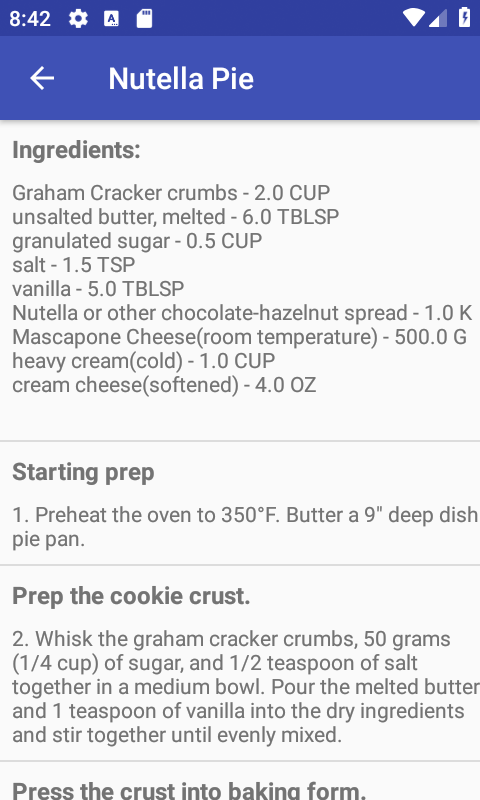 8:42
Nutella Pie
Ingredients:
Graham Cracker crumbs - 2.0 CUP
unsalted butter, melted - 6.0 TBLSP
granulated sugar - 0.5 CUP
salt - 1.5 TSP
vanilla - 5.0 TBLSP
Nutella or other chocolate-hazelnut spread - 1.0 K
Mascapone Cheese(room temperature) - 500.0 G
heavy cream(cold) - 1.0 CUP
cream cheese(softened) - 4.0 OZ
Starting prep
1. Preheat the oven to 350°F. Butter a 9" deep dish
pie pan.
Prep the cookie crust.
2. Whisk the graham cracker crumbs, 50 grams
(1/4 cup) of sugar, and 1/2 teaspoon of salt
together in a medium bowl. Pour the melted butter
and 1 teaspoon of vanilla into the dry ingredients
and stir together until evenly mixed.
Press the crust into baking form.